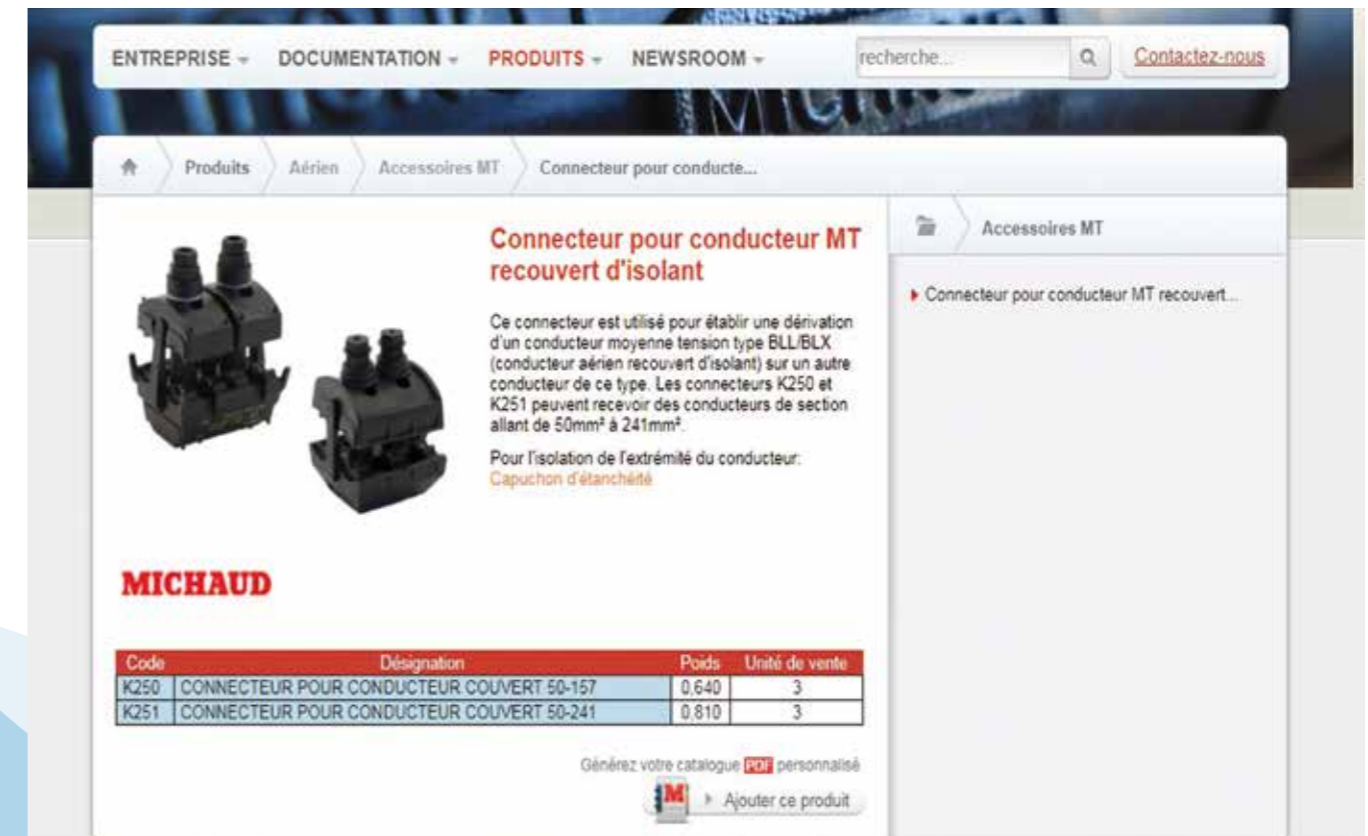 ENTREPRISE DOCUMENTATION PRODUITS NEWSROOM recherche... Contactez-nous
Produits Aérien Accessoires MT Connecteur pour conducte...
Connecteur pour conducteur MT
recouvert d'isolant
Ce connecteur est utilisé pour établir une dérivation
d'un conducteur moyenne tension type BLL/BLX
(conducteur aérien recouvert d'isolant) sur un autre
conducteur de ce type. Les connecteurs K250 et
K251 peuvent recevoir des conducteurs de section
allant de 50mm² à 241mm².
Pour l'isolation de l'extrémité du conducteur:
Capuchon d'étanchéité
MICHAUD
Code Désignation Poids Unité de vente
K250 CONNECTEUR POUR CONDUCTEUR COUVERT 50-157 0,640 3
K251 CONNECTEUR POUR CONDUCTEUR COUVERT 50-241 0,810 3
Générez votre catalogue PDF personnalisé
M Ajouter ce produit
Accessoires MT
Connecteur pour conducteur MT recouvert...